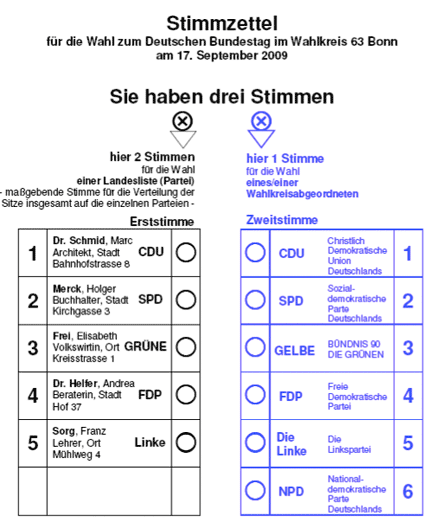 Stimmzettel
für die Wahl zum Deutschen Bundestag im Wahlkreis 63 Bonn
am 17. September 2009
Sie haben drei Stimmen
hier 2 Stimmen
für die Wahl
einer Landesliste (Partei)
- maßgebende Stimme für die Verteilung der
Sitze insgesamt auf die einzelnen Parteien -
Erststimme
hier 1 Stimme
für die Wahl
eines/einer
Wahlkreisabgeordneten
Zweitstimme
1 Dr. Schmid, Marc
Architekt, Stadt CDU
Bahnhofstrasse 8
2 Merck, Holger
Buchhalter, Stadt SPD
Kirchgasse 3
3 Frei, Elisabeth
Volkswirtin, Ort GRÜNE
Kreisstrasse 1
4 Dr. Helfer, Andrea
Beraterin, Stadt FDP
Hof 37
5 Sorg, Franz
Lehrer, Ort Linke
Mühlweg 4
Christlich
CDU Demokratische 1
Union
Deutschlands
Sozial-
SPD demokratische 2
Partei
Deutschlands
GELBE BÜNDNIS 90 3
DIE GRÜNEN
Freie
FDP Demokratische 4
Partei
Die Die 5
Linke Linkspartei
National-
NPD demokratische 6
Partei
Deutschlands